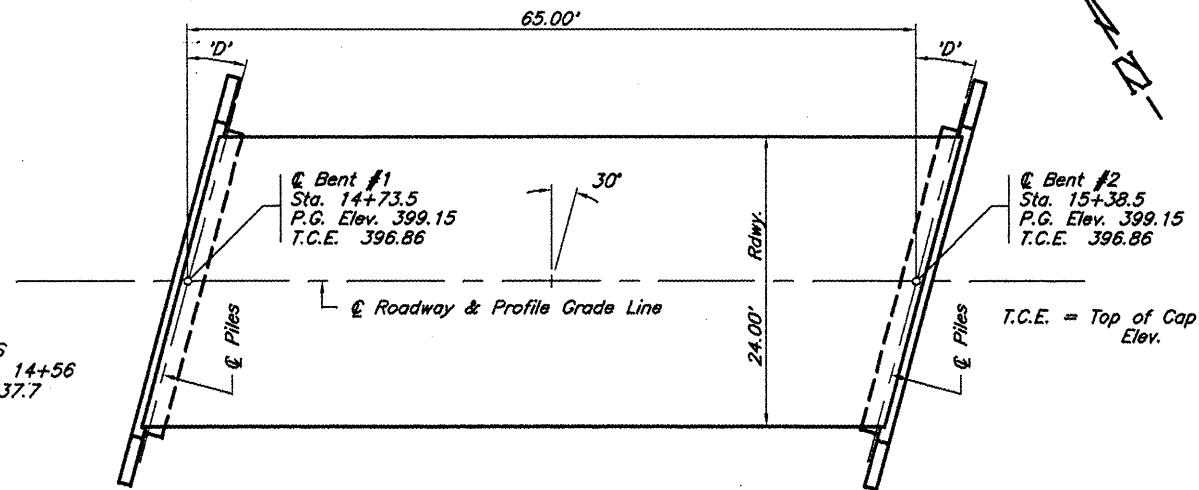 65.00'
'D'
'D'
30°
℄ Bent #1
Sta. 14+73.5
P.G. Elev. 399.15
T.C.E. 396.86
℄ Bent #2
Sta. 15+38.5
P.G. Elev. 399.15
T.C.E. 396.86
Rdwy.
24.00'
℄ Roadway & Profile Grade Line
℄ Piles
℄ Piles
T.C.E. = Top of Cap
Elev.
14+56
37.7
N